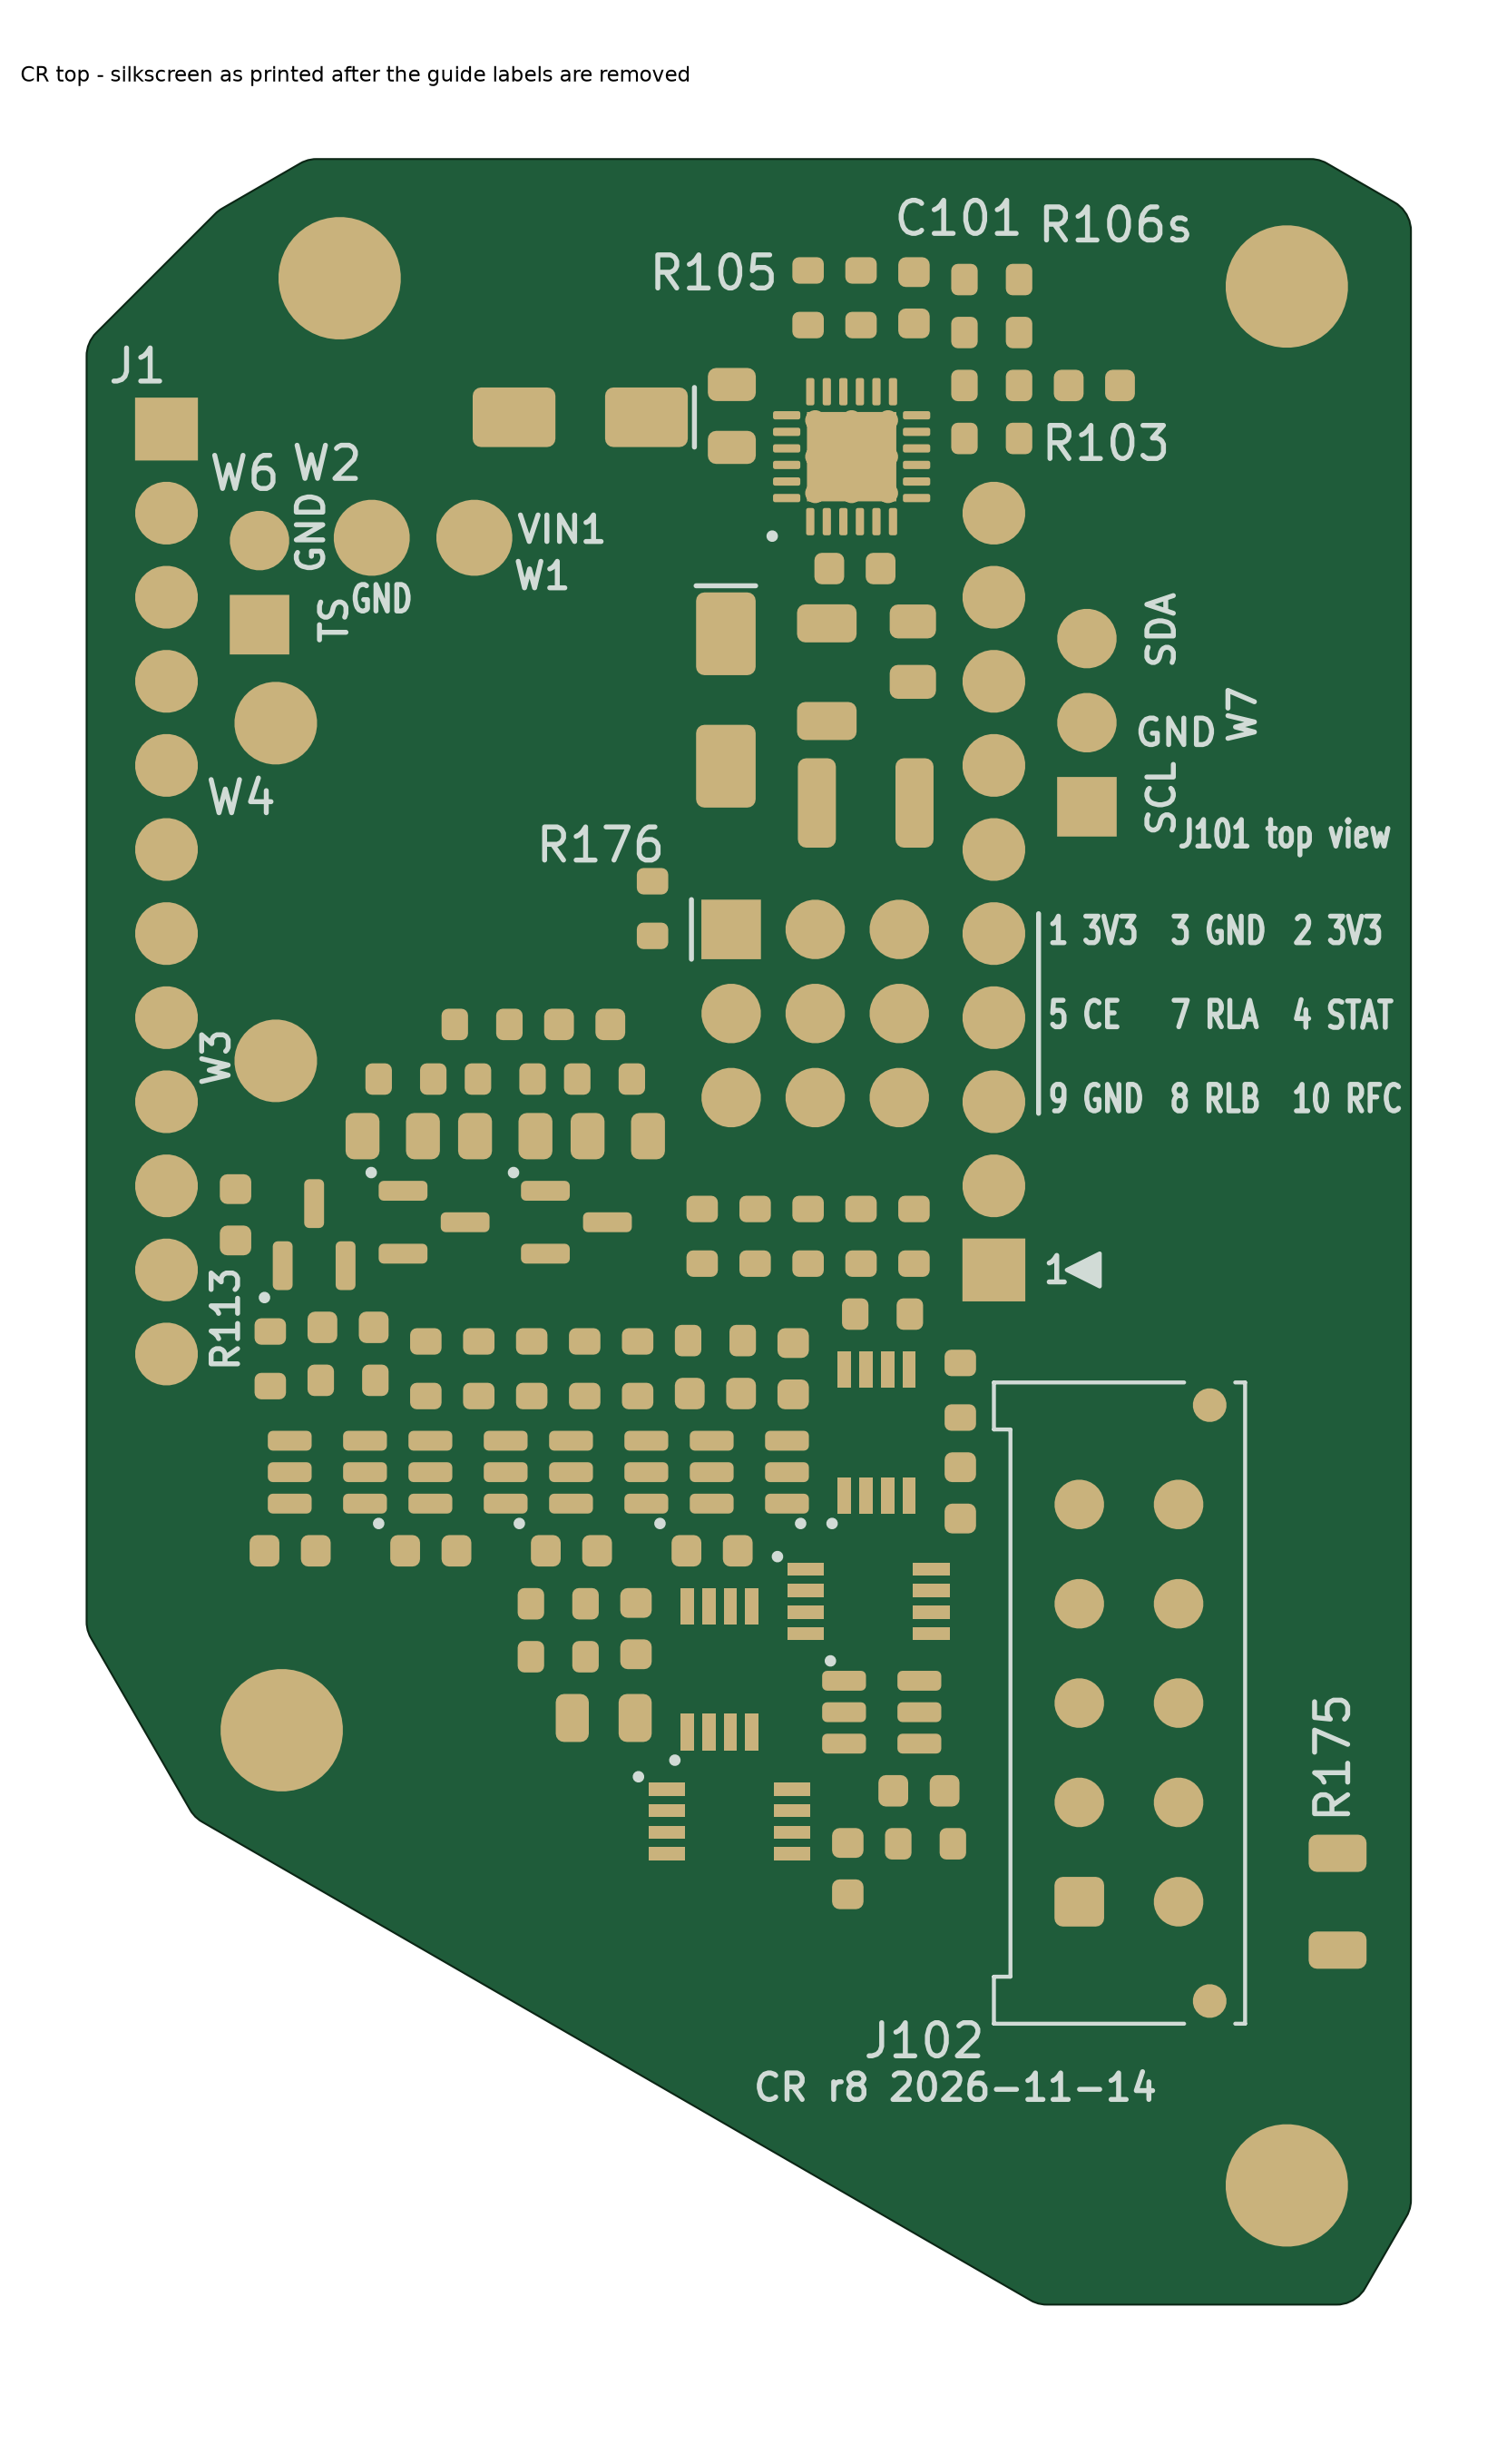 CR top - silkscreen as printed after the guide labels are removed
C101
R106s
R105
J1
R103
W6
W2
GND
VIN1
W1
GND
TS
SDA
W7
GND
SCL
W4
R176
J101 top view
1 3V3 3 GND 2 3V3
5 CE 7 RLA 4 STAT
9 GND 8 RLB 10 RFC
W3
1
R113
R175
J102
CR r8 2026-11-14